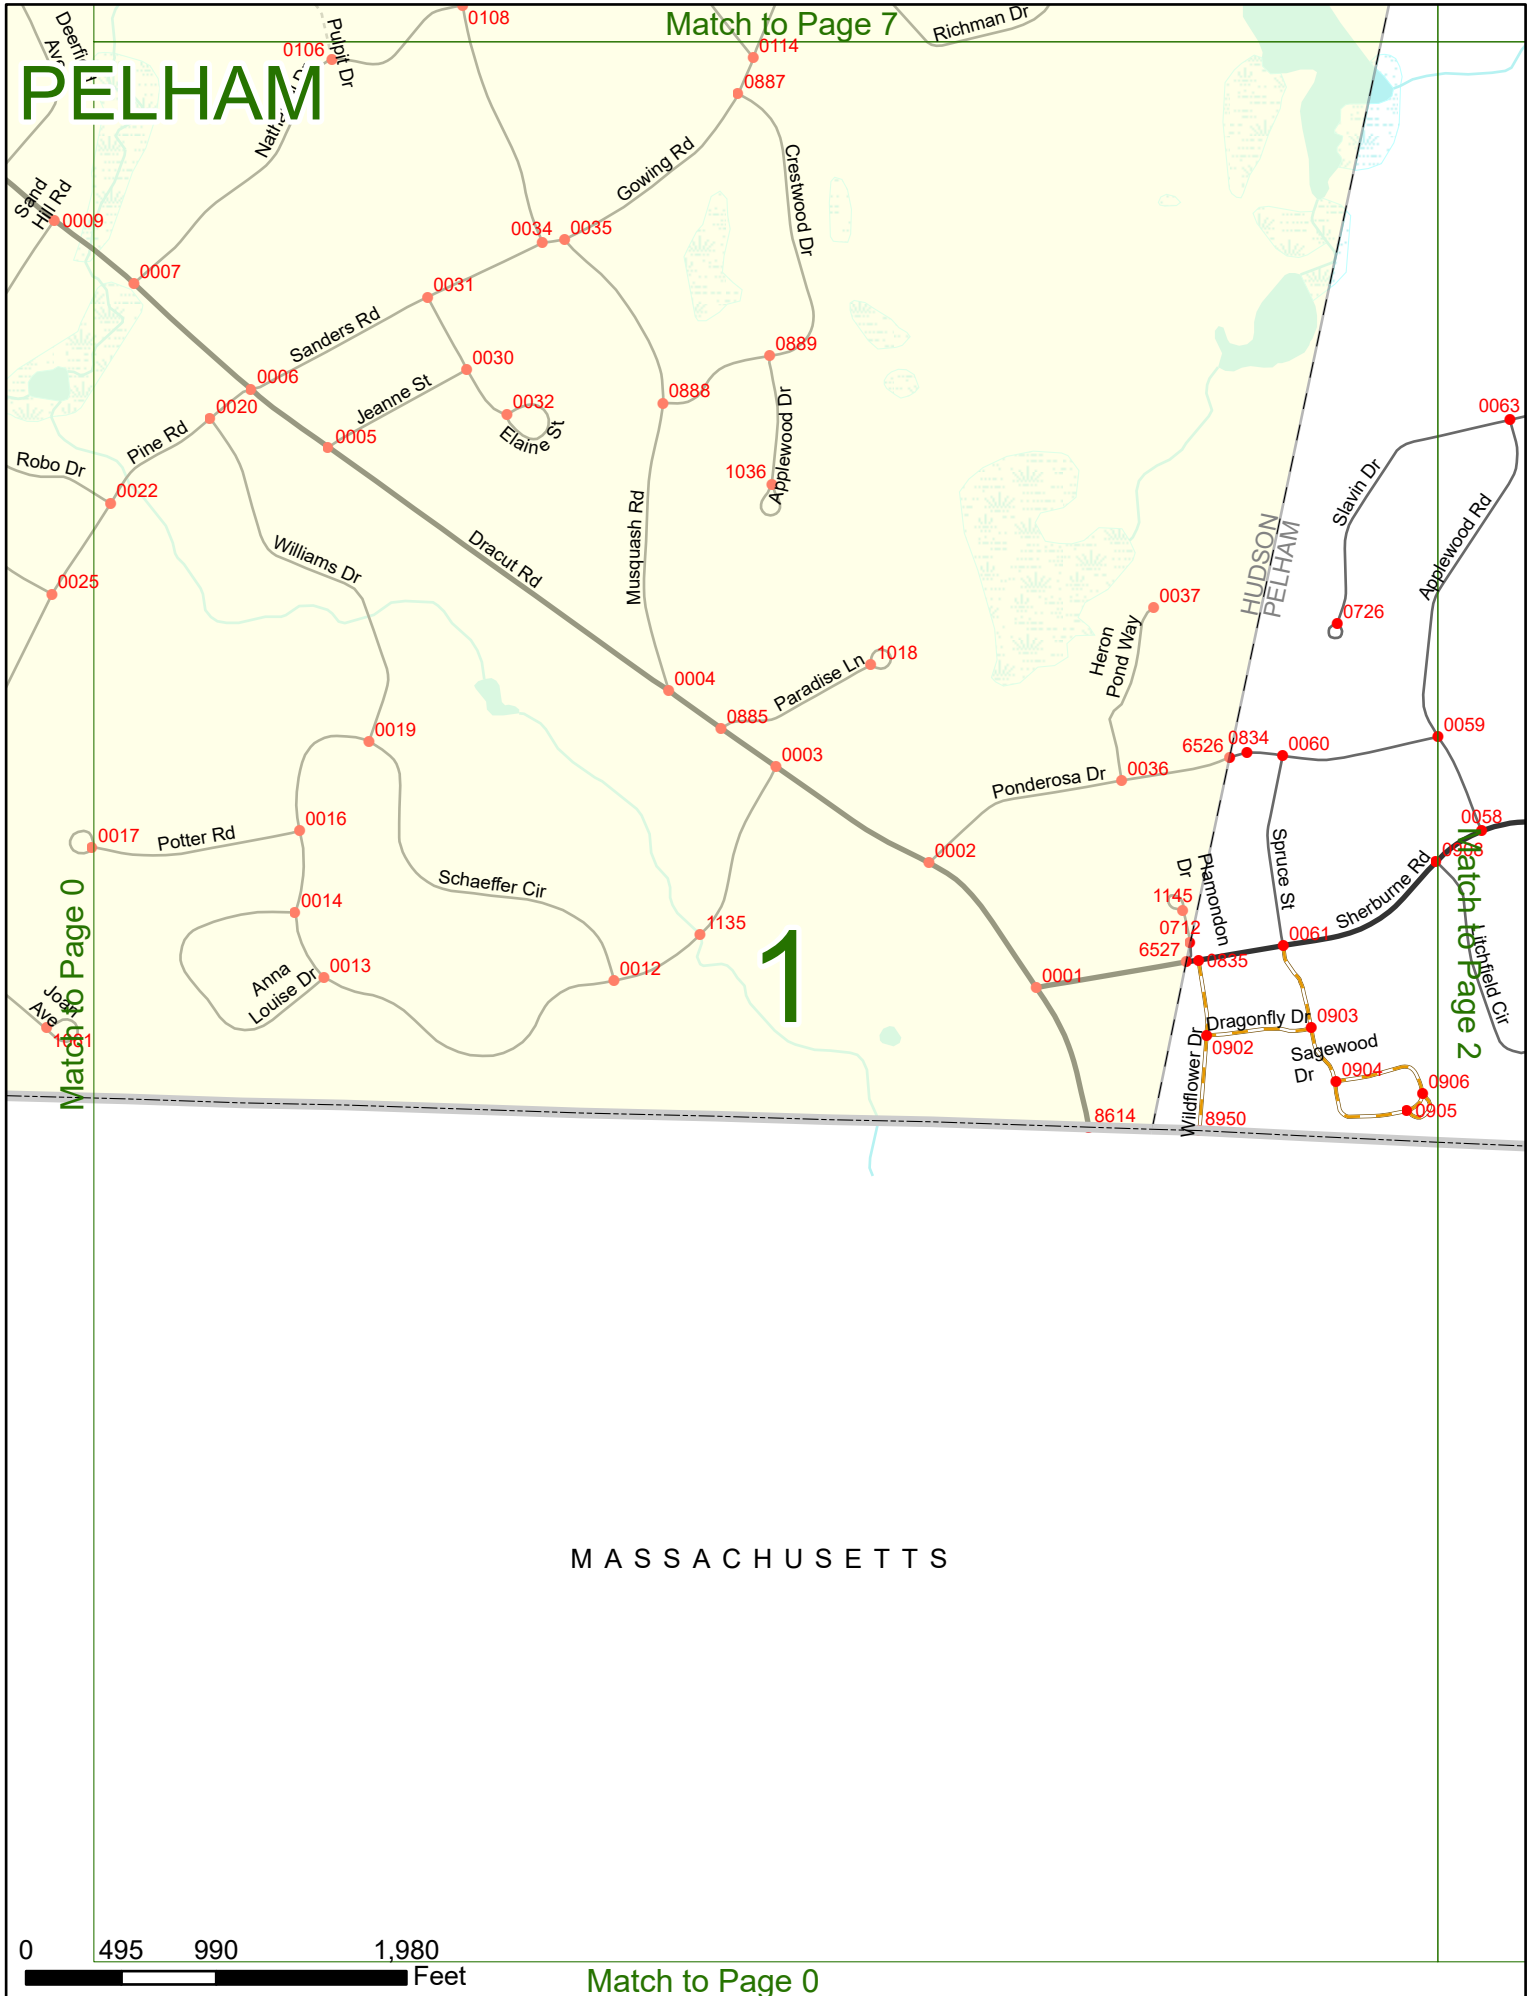 Match to Page 7
PELHAM
0108
Richman Dr
0106
Pulpit Dr
0114
0887
Gowing Rd
Crestwood Dr
Sand
Hill Rd
0009
0034
0035
0007
0031
Sanders Rd
0030
0889
0006
Jeanne St
0032
0888
0020
Elaine St
0063
0005
Pine Rd
Applewood Dr
Robo Dr
1036
Slavin Dr
0022
Musquash Rd
Applewood Rd
Dracut Rd
HUDSON
PELHAM
Williams Dr
0025
0037
0726
Heron
Pond Way
1018
Paradise Ln
0004
0885
0059
0019
6526
0834
0060
0003
Ponderosa Dr
0036
0016
0058
0017
Potter Rd
0002
Spruce St
0908
Plamondon
Dr
Sherburne Rd
Schaeffer Cir
Match to Page 0
1145
Match to Page 2
0014
1135
0712
0061
1
6527
0835
Anna
Louise Dr
0013
0012
0001
Litchfield Cir
Joan
Ave
1001
Dragonfly Dr
0903
0902
Sagewood
Dr
0904
Wildflower Dr
0906
0905
8614
8950
MASSACHUSETTS
0 495 990 1,980
Feet
Match to Page 0